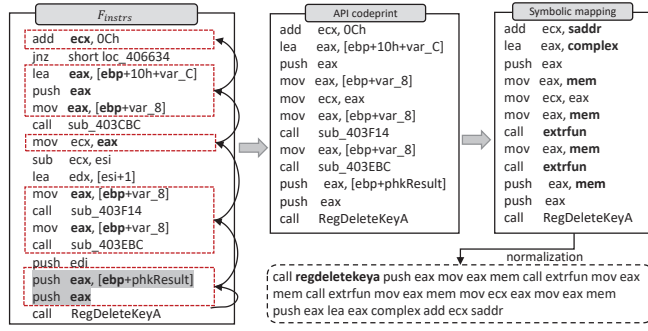 F_instrs
add ecx, 0Ch
jnz short loc_406634
lea eax, [ebp+10h+var_C]
push eax
mov eax, [ebp+var_8]
call sub_403CBC
mov ecx, eax
sub ecx, esi
lea edx, [esi+1]
mov eax, [ebp+var_8]
call sub_403F14
mov eax, [ebp+var_8]
call sub_403EBC
push edi
push eax, [ebp+phkResult]
push eax
call RegDeleteKeyA
API codeprint
add ecx, 0Ch
lea eax, [ebp+10h+var_C]
push eax
mov eax, [ebp+var_8]
mov ecx, eax
mov eax, [ebp+var_8]
call sub_403F14
mov eax, [ebp+var_8]
call sub_403EBC
push eax, [ebp+phkResult]
push eax
call RegDeleteKeyA
Symbolic mapping
add ecx, saddr
lea eax, complex
push eax
mov eax, mem
mov ecx, eax
mov eax, mem
call extrfun
mov eax, mem
call extrfun
push eax, mem
push eax
call RegDeleteKeyA
normalization
call regdeletekeya push eax mov eax mem call extrfun mov eax
mem call extrfun mov eax mem mov ecx eax mov eax mem
push eax lea eax complex add ecx saddr